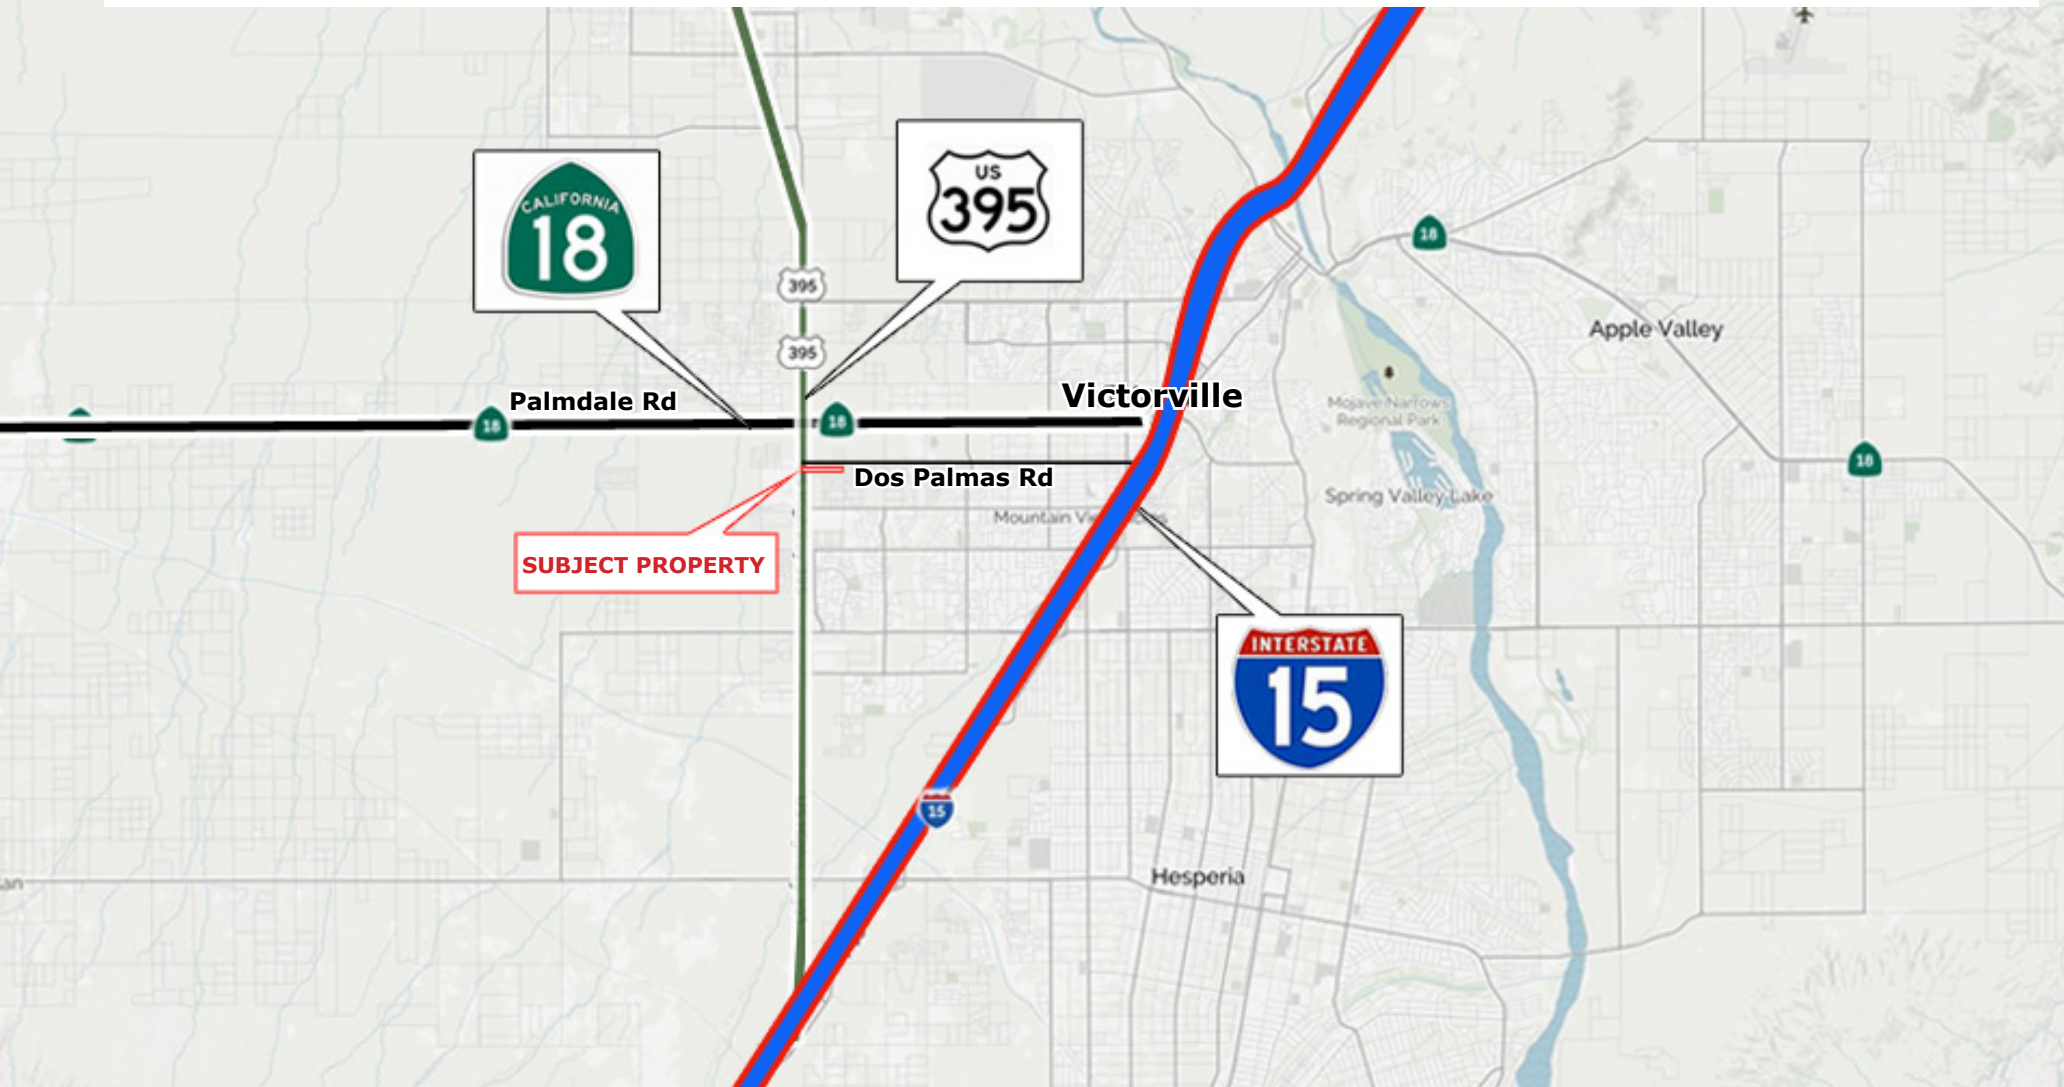 CALIFORNIA
18
US
395
18
395
Apple Valley
395
Victorville
Palmdale Rd
Mojave Narrows
Regional Park
18
18
18
Dos Palmas Rd
Spring Valley Lake
Mountain
SUBJECT PROPERTY
INTERSTATE
15
15
Hesperia